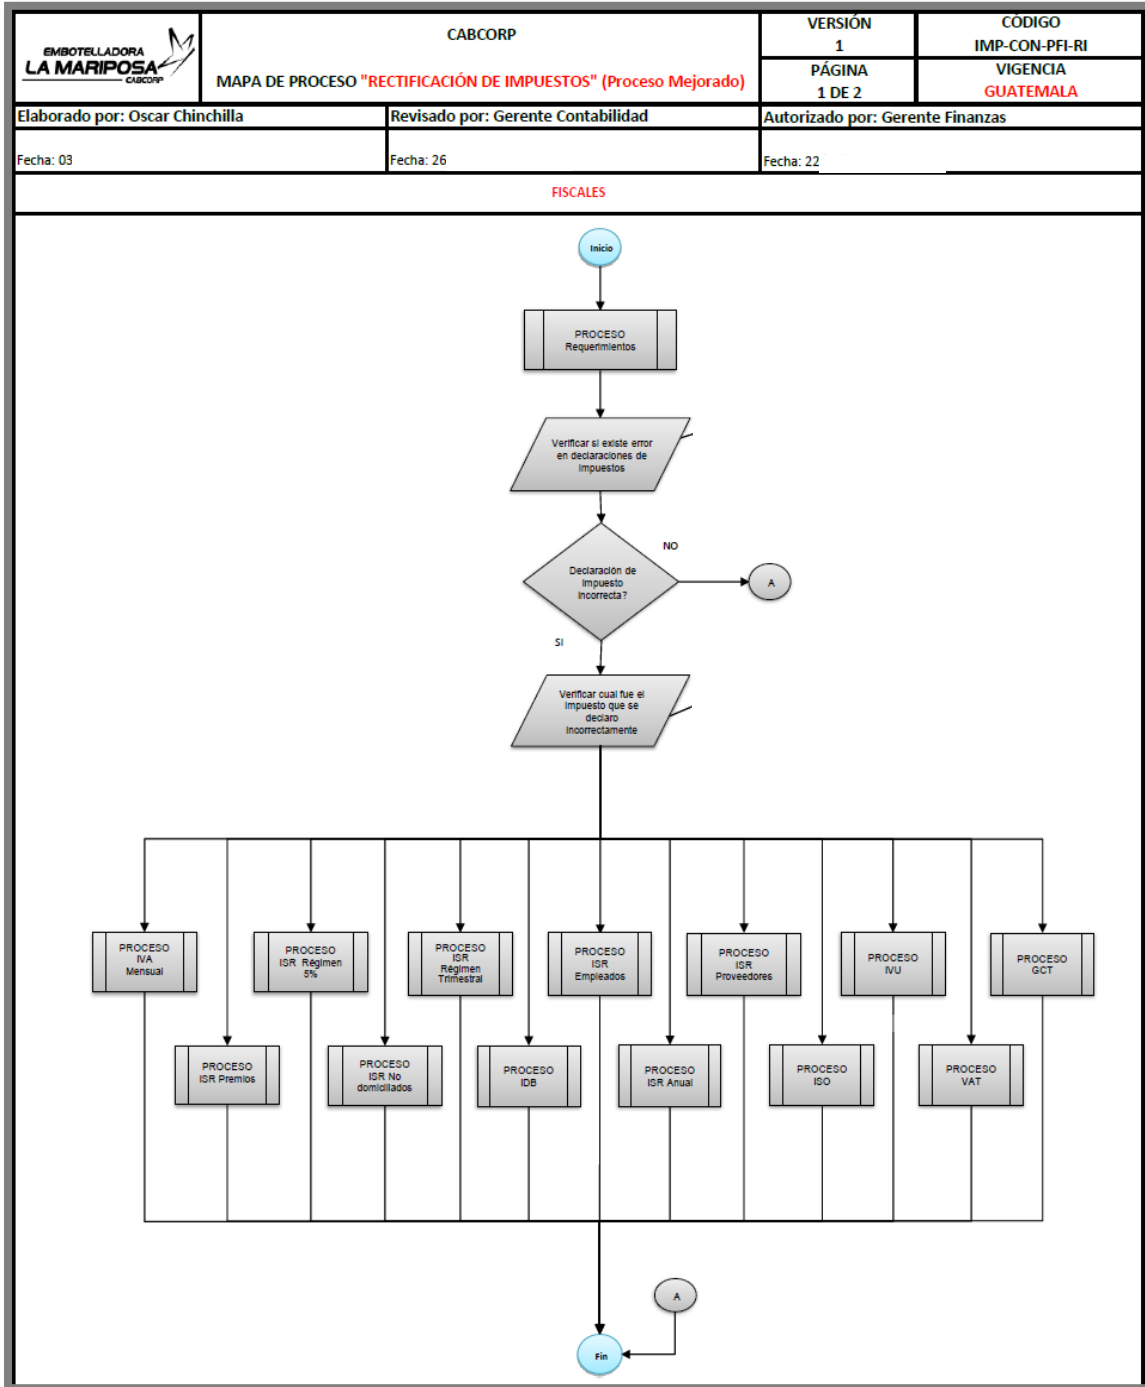 EMBOTELLADORA
LA MARIPOSA
CABCORP
CABCORP
MAPA DE PROCESO "RECTIFICACIÓN DE IMPUESTOS" (Proceso Mejorado)
VERSIÓN
1
CÓDIGO
IMP-CON-PFI-RI
PÁGINA
1 DE 2
VIGENCIA
GUATEMALA
Elaborado por: Oscar Chinchilla
Revisado por: Gerente Contabilidad
Autorizado por: Gerente Finanzas
Fecha: 03
Fecha: 26
Fecha: 22
FISCALES
Inicio
PROCESO
Requerimientos
Verificar si existe error
en declaraciones de
impuestos
Declaración de
impuesto
incorrecta?
NO
A
SI
Verificar cual fue el
impuesto que se
declaro
incorrectamente
PROCESO
IVA
Mensual
PROCESO
ISR Régimen
5%
PROCESO
ISR
Régimen
Trimestral
PROCESO
ISR
Empleados
PROCESO
ISR
Proveedores
PROCESO
IVU
PROCESO
GCT
PROCESO
ISR Premios
PROCESO
ISR No
domiciliados
PROCESO
IDB
PROCESO
ISR Anual
PROCESO
ISO
PROCESO
VAT
A
Fin